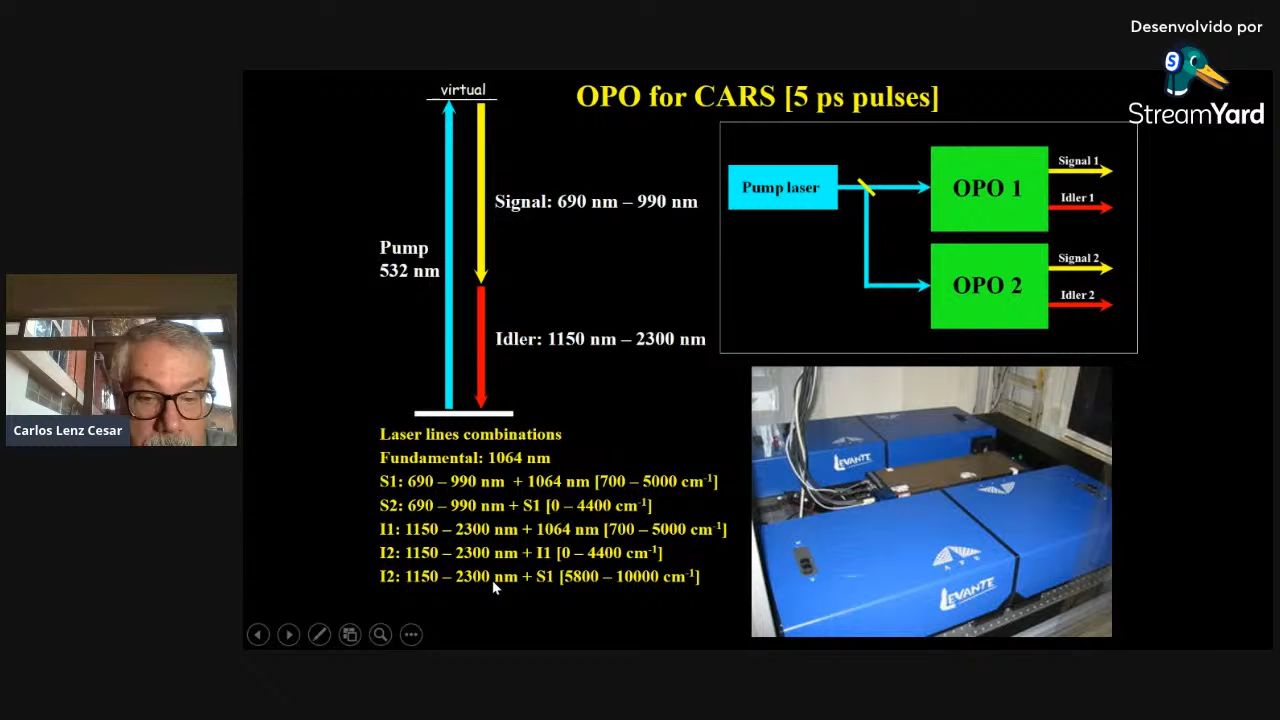 Desenvolvido por
StreamYard
virtual
OPO for CARS [5 ps pulses]
Pump laser
OPO 1
Signal 1
Idler 1
OPO 2
Signal 2
Idler 2
Signal: 690 nm – 990 nm
Pump
532 nm
Idler: 1150 nm – 2300 nm
Carlos Lenz Cesar
Laser lines combinations
Fundamental: 1064 nm
S1: 690 – 990 nm + 1064 nm [700 – 5000 cm-1]
S2: 690 – 990 nm + S1 [0 – 4400 cm-1]
I1: 1150 – 2300 nm + 1064 nm [700 – 5000 cm-1]
I2: 1150 – 2300 nm + I1 [0 – 4400 cm-1]
I2: 1150 – 2300 nm + S1 [5800 – 10000 cm-1]
LEVANTE
APE
LEVANTE